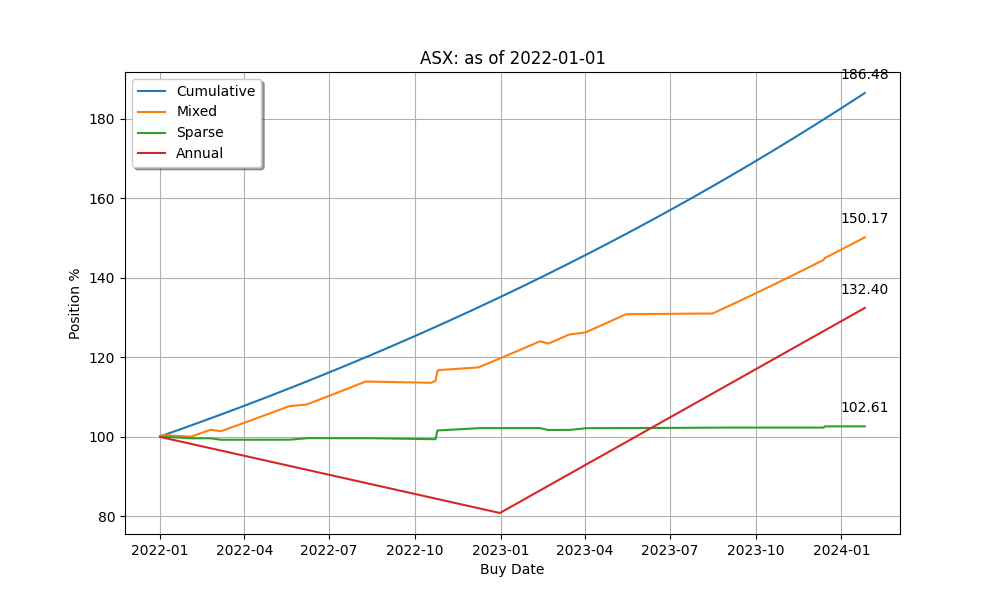 ASX: as of 2022-01-01
186.48
Cumulative
Mixed
Sparse
Annual
180
160
150.17
140
132.40
120
102.61
100
80
Position %
2022-01 2022-04 2022-07 2022-10 2023-01 2023-04 2023-07 2023-10 2024-01
Buy Date